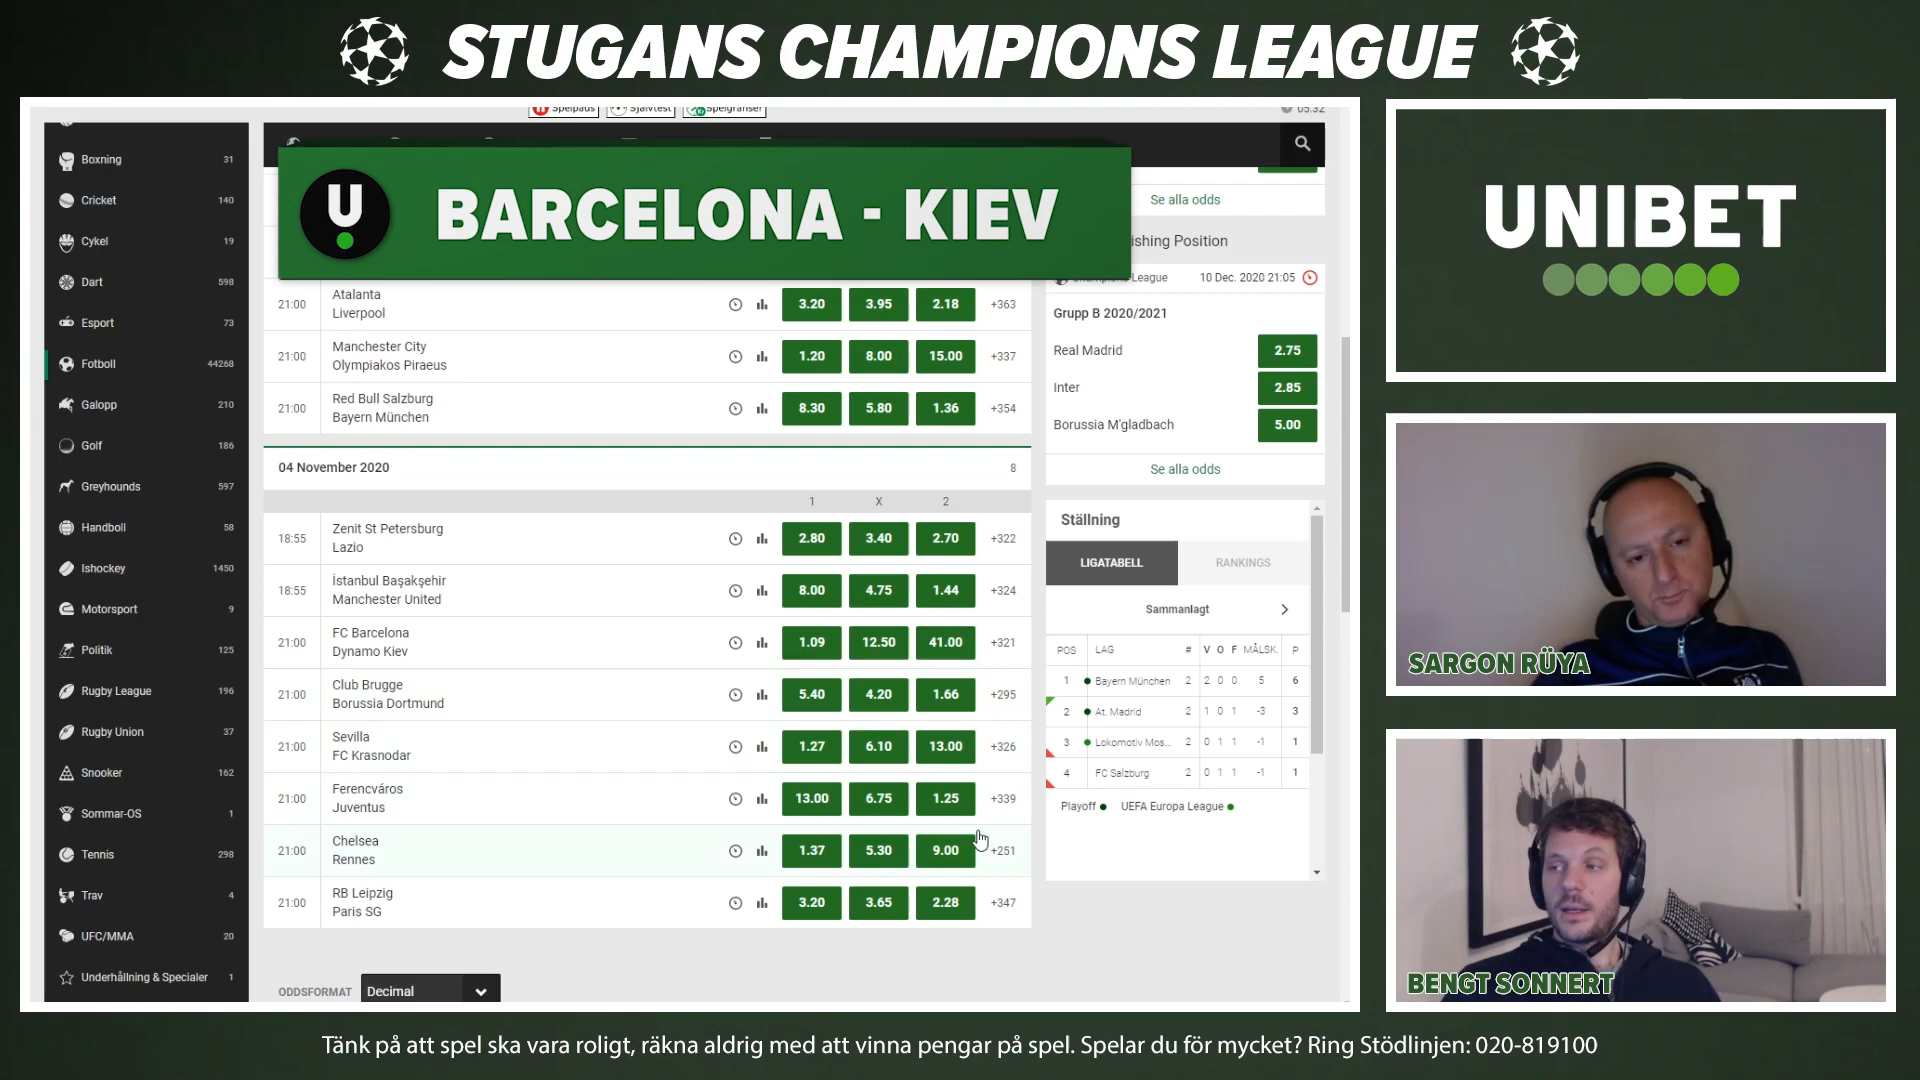 STUGANS CHAMPIONS LEAGUE
Spelpaus Självtest Spelgränser 05:32
BARCELONA - KIEV
U
Boxning 31
Cricket 140
Cykel 19
Dart 598
Esport 73
Fotboll 44268
Galopp 210
Golf 186
Greyhounds 597
Handboll 58
Ishockey 1450
Motorsport 9
Politik 125
Rugby League 196
Rugby Union 37
Snooker 162
Sommar-OS 1
Tennis 298
Trav 4
UFC/MMA 20
Underhållning & Specialer 1
21:00 Atalanta 3.20 3.95 2.18 +363
Liverpool
21:00 Manchester City 1.20 8.00 15.00 +337
Olympiakos Piraeus
21:00 Red Bull Salzburg 8.30 5.80 1.36 +354
Bayern München
04 November 2020 8
1 X 2
18:55 Zenit St Petersburg 2.80 3.40 2.70 +322
Lazio
18:55 İstanbul Başakşehir 8.00 4.75 1.44 +324
Manchester United
21:00 FC Barcelona 1.09 12.50 41.00 +321
Dynamo Kiev
21:00 Club Brugge 5.40 4.20 1.66 +295
Borussia Dortmund
21:00 Sevilla 1.27 6.10 13.00 +326
FC Krasnodar
21:00 Ferencváros 13.00 6.75 1.25 +339
Juventus
21:00 Chelsea 1.37 5.30 9.00 +251
Rennes
21:00 RB Leipzig 3.20 3.65 2.28 +347
Paris SG
ODDSFORMAT Decimal
Se alla odds
ishing Position
League 10 Dec. 2020 21:05
Grupp B 2020/2021
Real Madrid 2.75
Inter 2.85
Borussia M'gladbach 5.00
Se alla odds
Ställning
LIGATABELL RANKINGS
Sammanlagt
POS LAG # V O F MÅLSK. P
1 Bayern München 2 2 0 0 5 6
2 At. Madrid 2 1 0 1 -3 3
3 Lokomotiv Mos... 2 0 1 1 -1 1
4 FC Salzburg 2 0 1 1 -1 1
Playoff UEFA Europa League
UNIBET
SARGON RÜYA
BENGT SONNERT
Tänk på att spel ska vara roligt, räkna aldrig med att vinna pengar på spel. Spelar du för mycket? Ring Stödlinjen: 020-819100